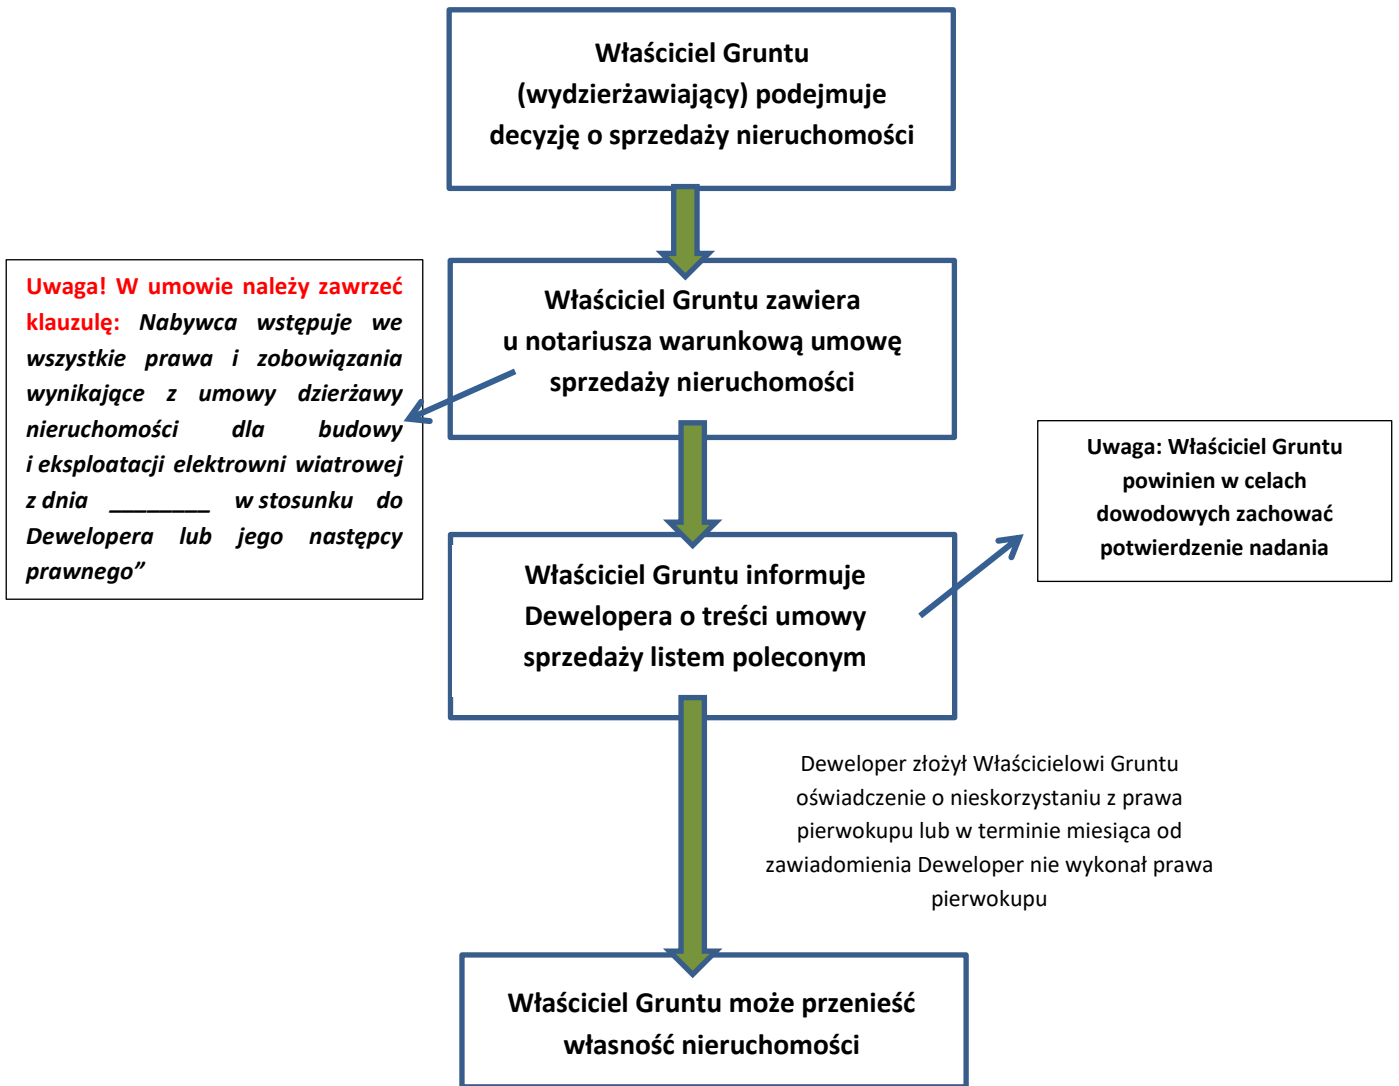 Właściciel Gruntu
(wydzierżawiający) podejmuje
decyzję o sprzedaży nieruchomości
Uwaga! W umowie należy zawrzeć
klauzulę: Nabywca wstępuje we
wszystkie prawa i zobowiązania
wynikające z umowy dzierżawy
nieruchomości dla budowy
i eksploatacji elektrowni wiatrowej
z dnia ________ w stosunku do
Dewelopera lub jego następcy
prawnego”
Właściciel Gruntu zawiera
u notariusza warunkową umowę
sprzedaży nieruchomości
Uwaga: Właściciel Gruntu
powinien w celach
dowodowych zachować
potwierdzenie nadania
Właściciel Gruntu informuje
Dewelopera o treści umowy
sprzedaży listem poleconym
Deweloper złożył Właścicielowi Gruntu
oświadczenie o nieskorzystaniu z prawa
pierwokupu lub w terminie miesiąca od
zawiadomienia Deweloper nie wykonał prawa
pierwokupu
Właściciel Gruntu może przenieść
własność nieruchomości